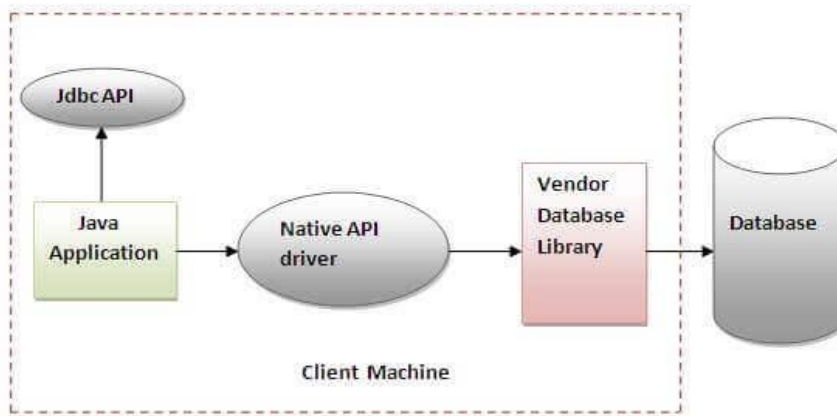 Jdbc API
Java
Application
Native API
driver
Vendor
Database
Library
Database
Client Machine